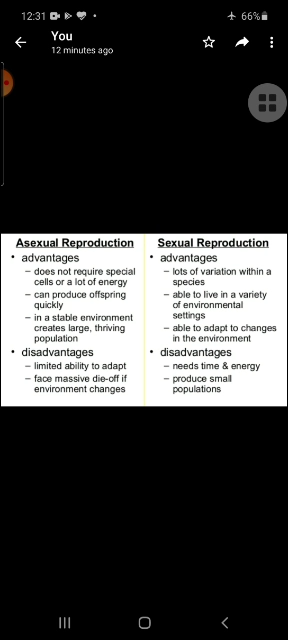 12:31
66%
You
12 minutes ago
Asexual Reproduction
• advantages
– does not require special
cells or a lot of energy
– can produce offspring
quickly
– in a stable environment
creates large, thriving
population
• disadvantages
– limited ability to adapt
– face massive die-off if
environment changes
Sexual Reproduction
• advantages
– lots of variation within a
species
– able to live in a variety
of environmental
settings
– able to adapt to changes
in the environment
• disadvantages
– needs time & energy
– produce small
populations